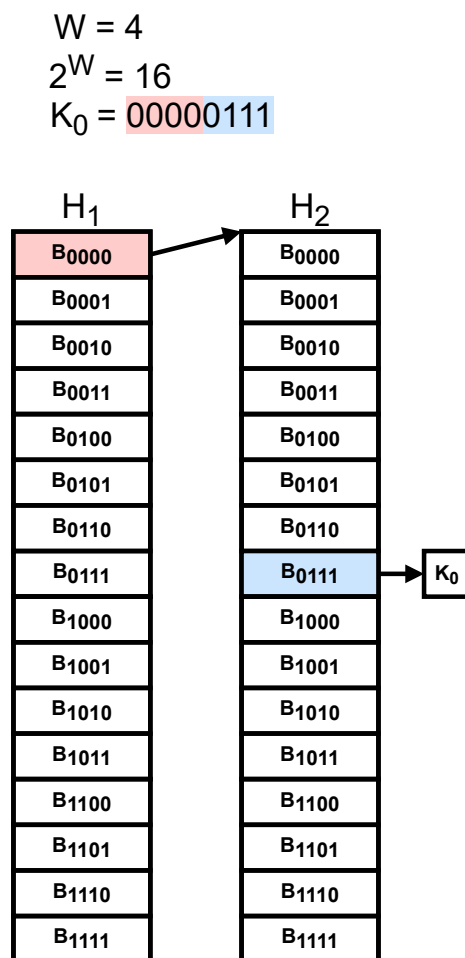 W = 4
2^W = 16
K₀ = 00000111
H₁ H₂
B0000 B0000
B0001 B0001
B0010 B0010
B0011 B0011
B0100 B0100
B0101 B0101
B0110 B0110
B0111 B0111 K₀
B1000 B1000
B1001 B1001
B1010 B1010
B1011 B1011
B1100 B1100
B1101 B1101
B1110 B1110
B1111 B1111